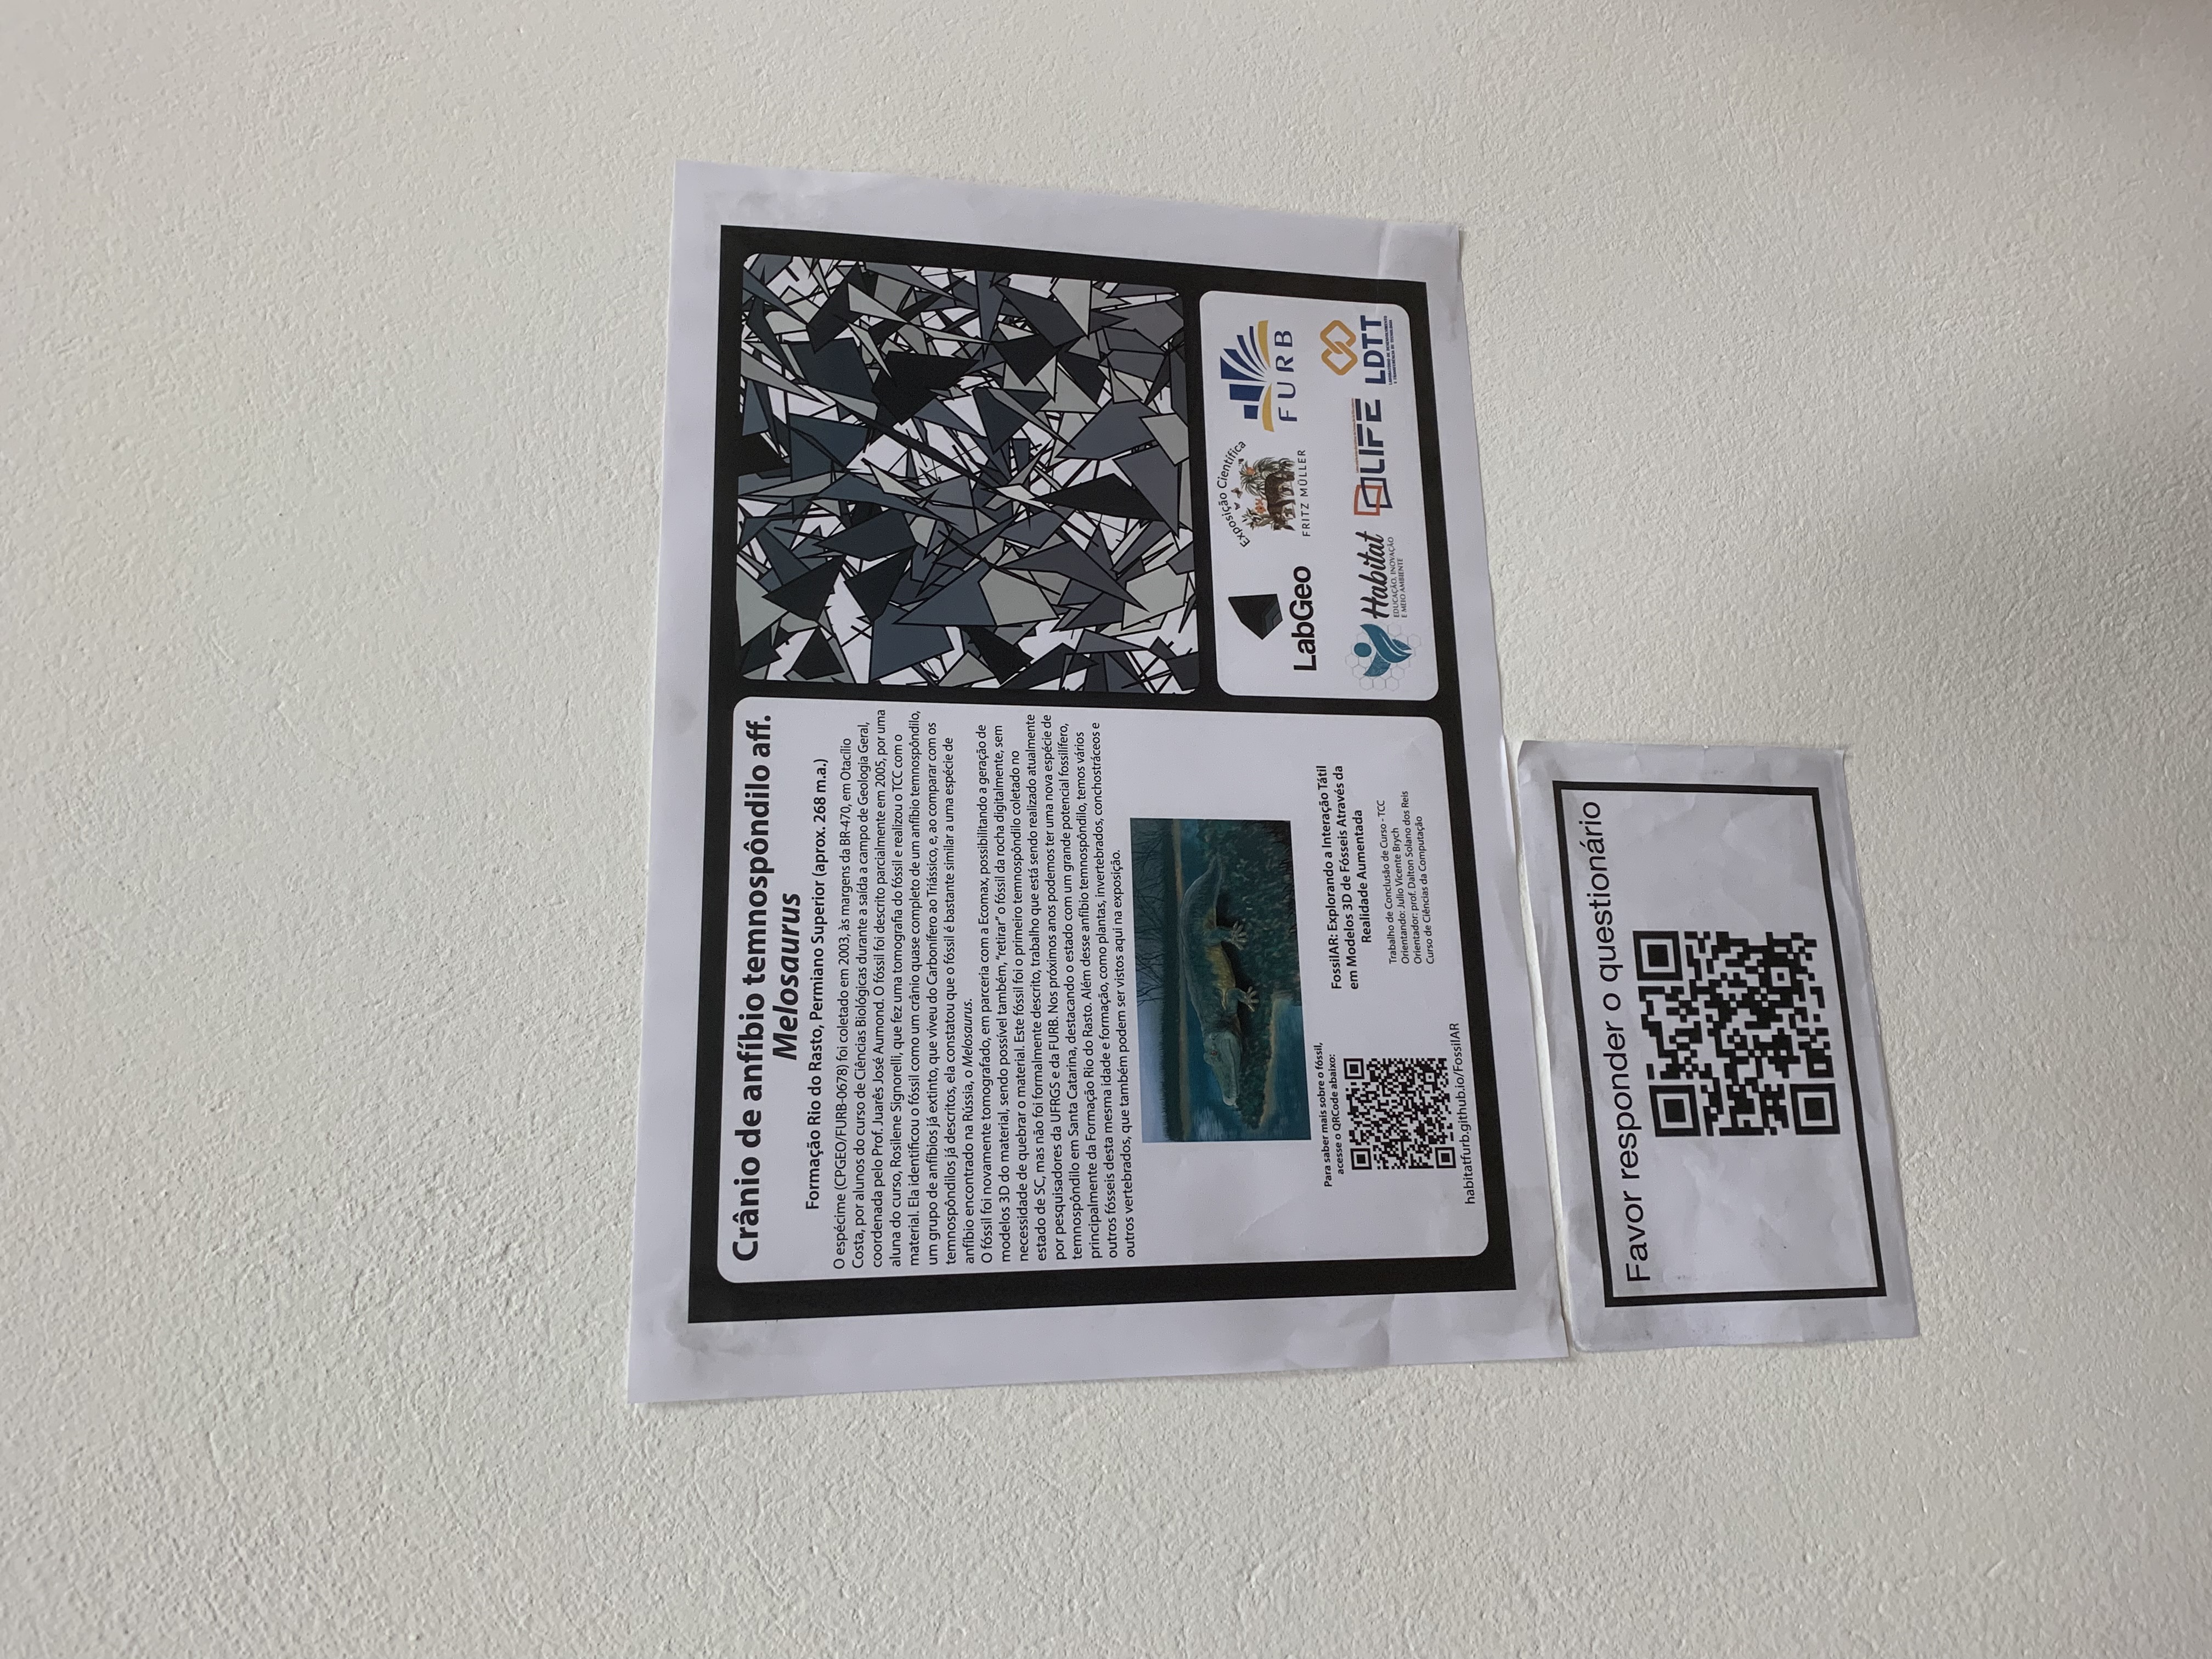 Crânio de anfíbio temnospôndilo aff.
Melosaurus
Formação Rio do Rasto, Permiano Superior (aprox. 268 m.a.)
O espécime (CPGEO/FURB-0678) foi coletado em 2003, às margens da BR-470, em Otacílio
Costa, por alunos do curso de Ciências Biológicas durante a saída a campo de Geologia Geral,
coordenada pelo Prof. Juarês José Aumond. O fóssil foi descrito parcialmente em 2005, por uma
aluna do curso, Rosilene Signorelli, que fez uma tomografia do fóssil e realizou o TCC com o
material. Ela identificou o fóssil como um crânio quase completo de um anfíbio temnospôndilo,
um grupo de anfíbios já extinto, que viveu do Carbonífero ao Triássico, e, ao comparar com os
temnospôndilos já descritos, ela constatou que o fóssil é bastante similar a uma espécie de
anfíbio encontrado na Rússia, o Melosaurus.
O fóssil foi novamente tomografado, em parceria com a Ecomax, possibilitando a geração de
modelos 3D do material, sendo possível também, “retirar” o fóssil da rocha digitalmente, sem
necessidade de quebrar o material. Este fóssil foi o primeiro temnospôndilo coletado no
estado de SC, mas não foi formalmente descrito, trabalho que está sendo realizado atualmente
por pesquisadores da UFRGS e da FURB. Nos próximos anos podemos ter uma nova espécie de
temnospôndilo em Santa Catarina, destacando o estado com um grande potencial fossilífero,
principalmente da Formação Rio do Rasto. Além desse anfíbio temnospôndilo, temos vários
outros fósseis desta mesma idade e formação, como plantas, invertebrados, conchostráceos e
outros vertebrados, que também podem ser vistos aqui na exposição.
Para saber mais sobre o fóssil,
acesse o QRCode abaixo:
habitatfurb.github.io/FossilAR
FossilAR: Explorando a Interação Tátil
em Modelos 3D de Fósseis Através da
Realidade Aumentada
Trabalho de Conclusão de Curso - TCC
Orientando: Julio Vicente Brych
Orientador: prof. Dalton Solano dos Reis
Curso de Ciências da Computação
LabGeo
Exposição Científica
FRITZ MÜLLER
FURB
Habitat
EDUCAÇÃO, INOVAÇÃO
E MEIO AMBIENTE
LIFE
LDTT
LABORATÓRIO DE DESENVOLVIMENTO
E TRANSFERÊNCIA DE TECNOLOGIA
Favor responder o questionário